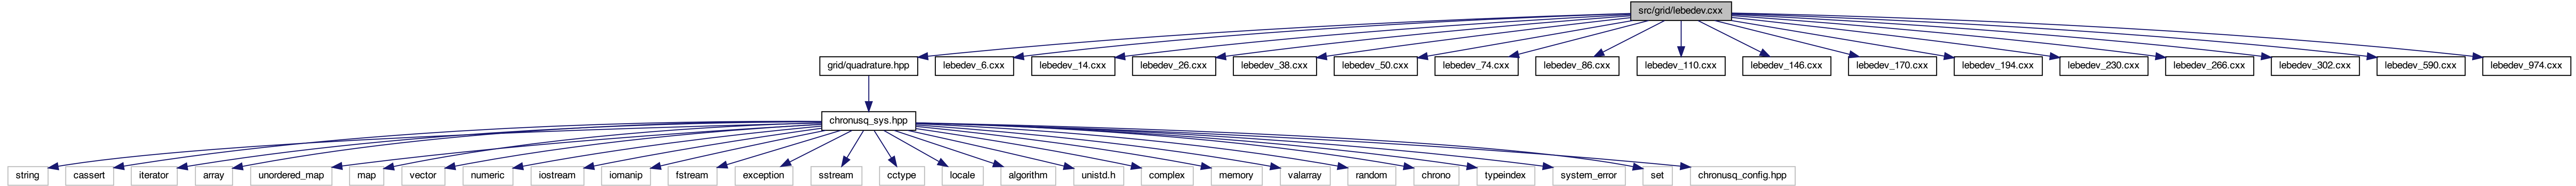 src/grid/lebedev.cxx
grid/quadrature.hpp
lebedev_6.cxx
lebedev_14.cxx
lebedev_26.cxx
lebedev_38.cxx
lebedev_50.cxx
lebedev_74.cxx
lebedev_86.cxx
lebedev_110.cxx
lebedev_146.cxx
lebedev_170.cxx
lebedev_194.cxx
lebedev_230.cxx
lebedev_266.cxx
lebedev_302.cxx
lebedev_590.cxx
lebedev_974.cxx
chronusq_sys.hpp
string
cassert
iterator
array
unordered_map
map
vector
numeric
iostream
iomanip
fstream
exception
sstream
cctype
locale
algorithm
unistd.h
complex
memory
valarray
random
chrono
typeindex
system_error
set
chronusq_config.hpp